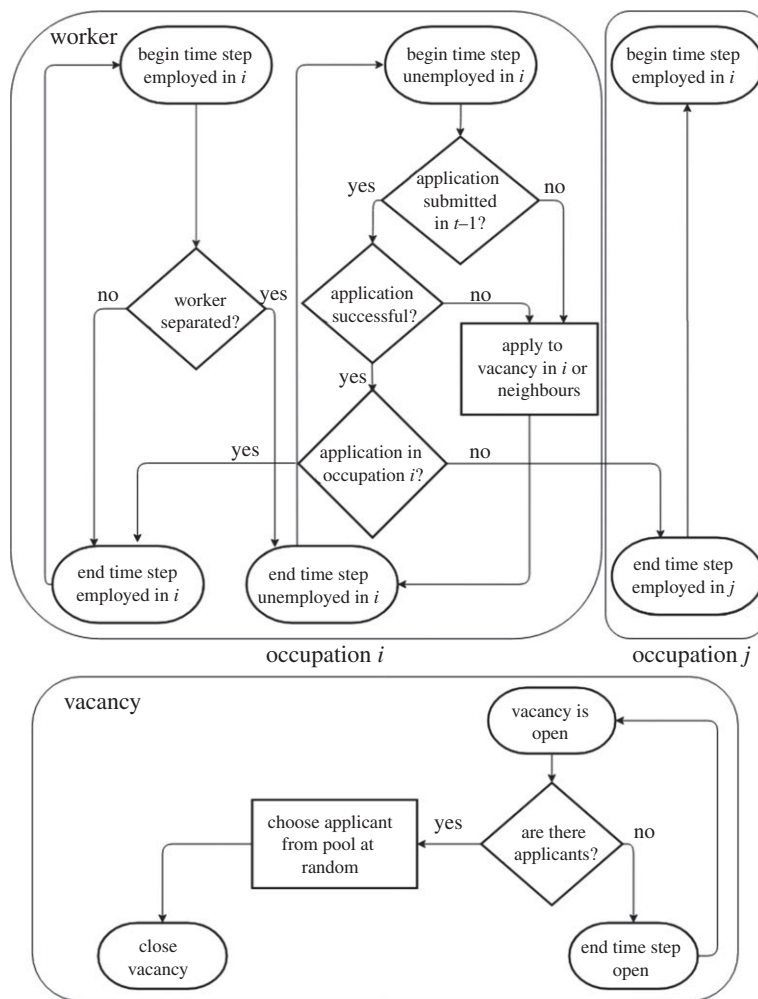 worker
begin time step
employed in i
begin time step
unemployed in i
begin time step
employed in i
application
submitted
in t–1?
yes
no
worker
separated?
no
yes
application
successful?
no
yes
apply to
vacancy in i or
neighbours
application in
occupation i?
yes
no
end time step
employed in i
end time step
unemployed in i
end time step
employed in j
occupation i
occupation j
vacancy
vacancy is
open
are there
applicants?
yes
no
choose applicant
from pool at
random
close
vacancy
end time step
open